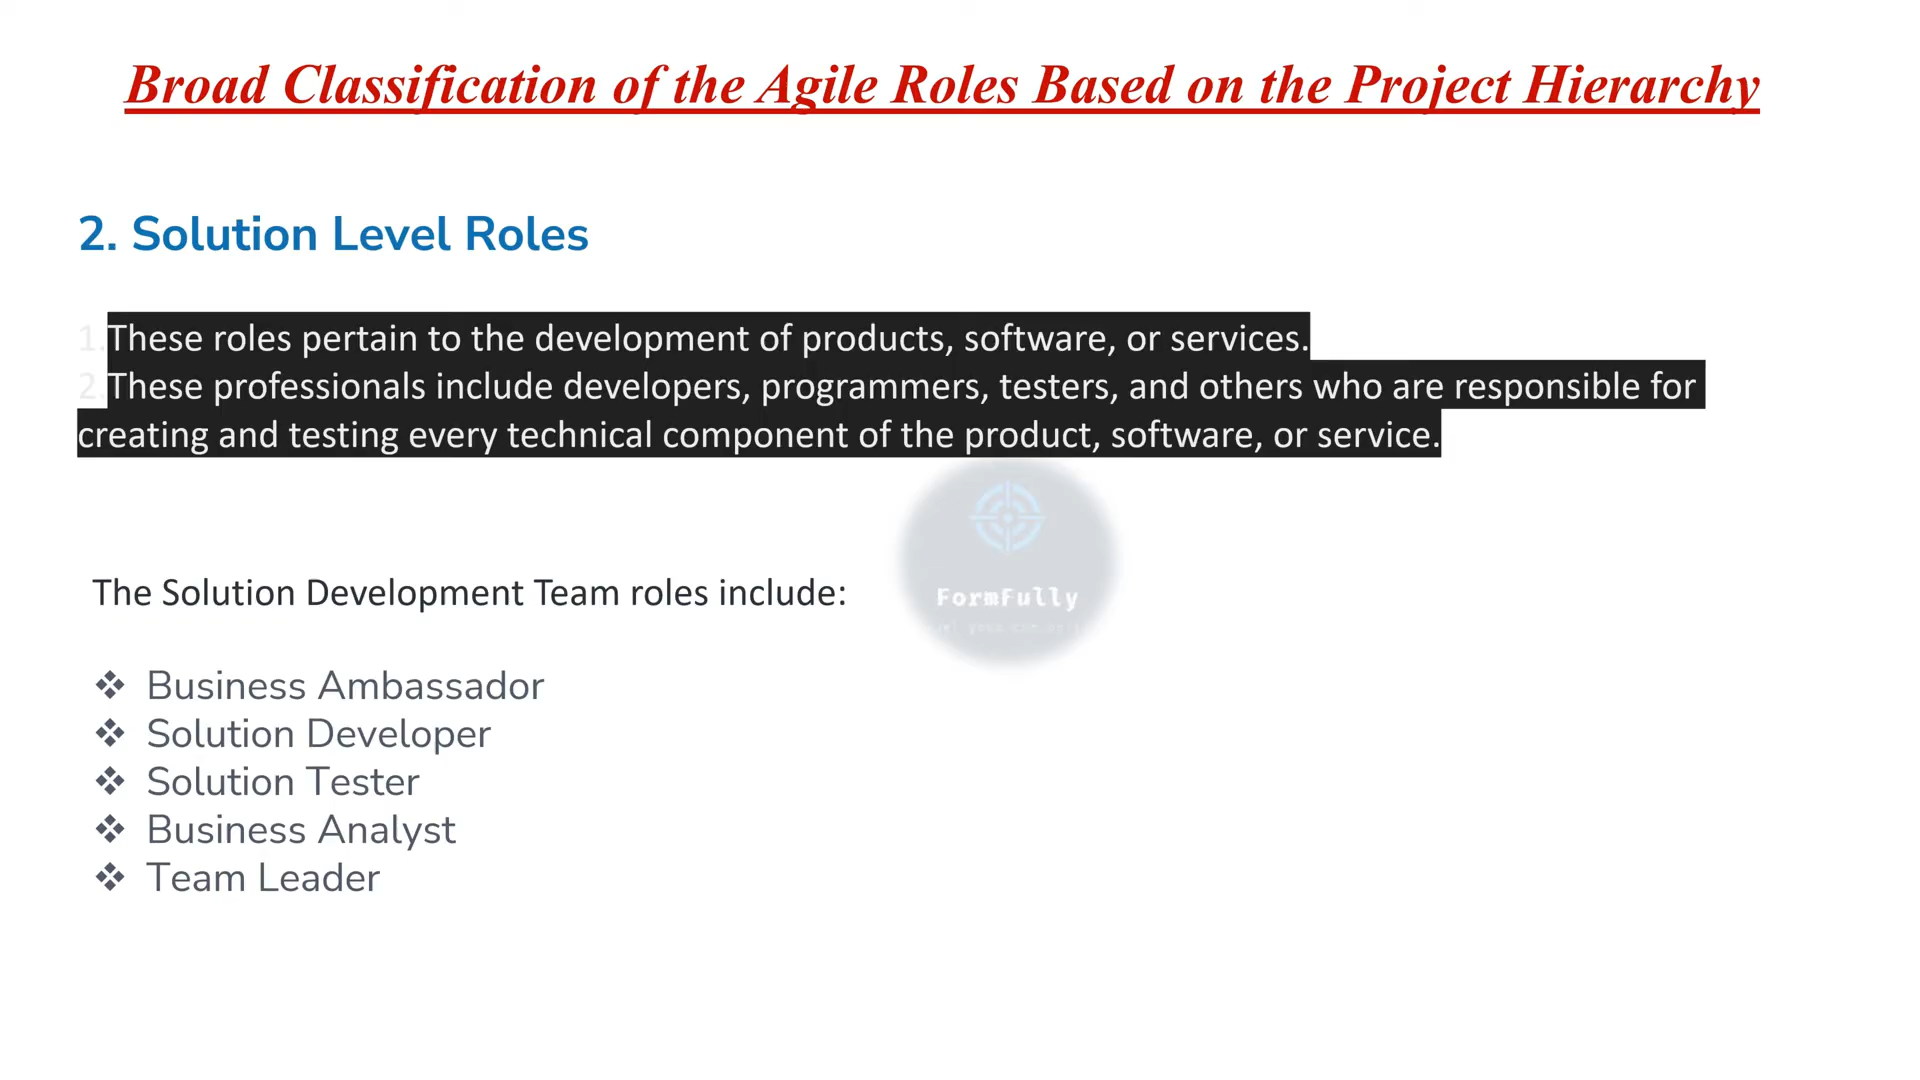 Broad Classification of the Agile Roles Based on the Project Hierarchy
2. Solution Level Roles
1.These roles pertain to the development of products, software, or services.
2.These professionals include developers, programmers, testers, and others who are responsible for
creating and testing every technical component of the product, software, or service.
FormFully
The Solution Development Team roles include:
❖ Business Ambassador
❖ Solution Developer
❖ Solution Tester
❖ Business Analyst
❖ Team Leader